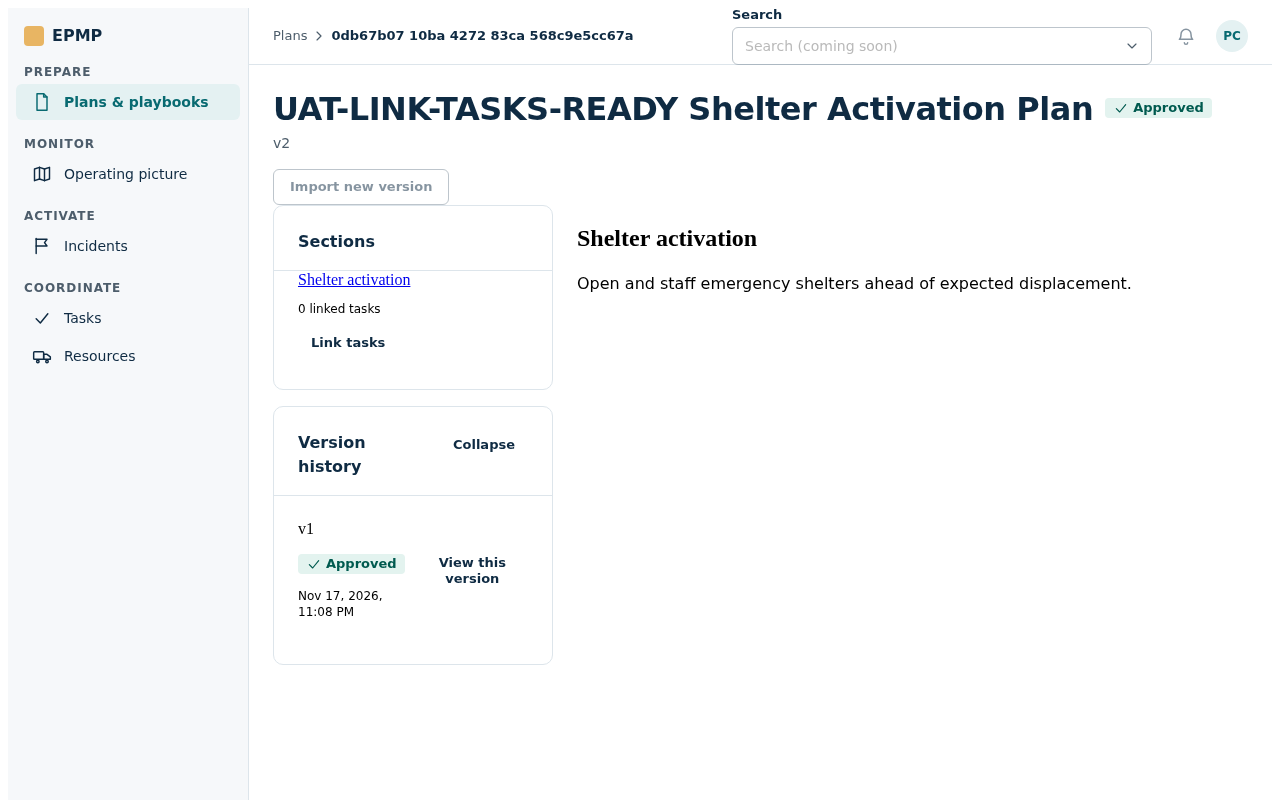 EPMP
PREPARE
Plans & playbooks
MONITOR
Operating picture
ACTIVATE
Incidents
COORDINATE
Tasks
Resources
Plans
0db67b07 10ba 4272 83ca 568c9e5cc67a
Search
Search (coming soon)
PC
UAT-LINK-TASKS-READY Shelter Activation Plan
Approved
v2
Import new version
Sections
Shelter activation
0 linked tasks
Link tasks
Version
history
Collapse
v1
Approved
Nov 17, 2026,
11:08 PM
View this
version
Shelter activation
Open and staff emergency shelters ahead of expected displacement.